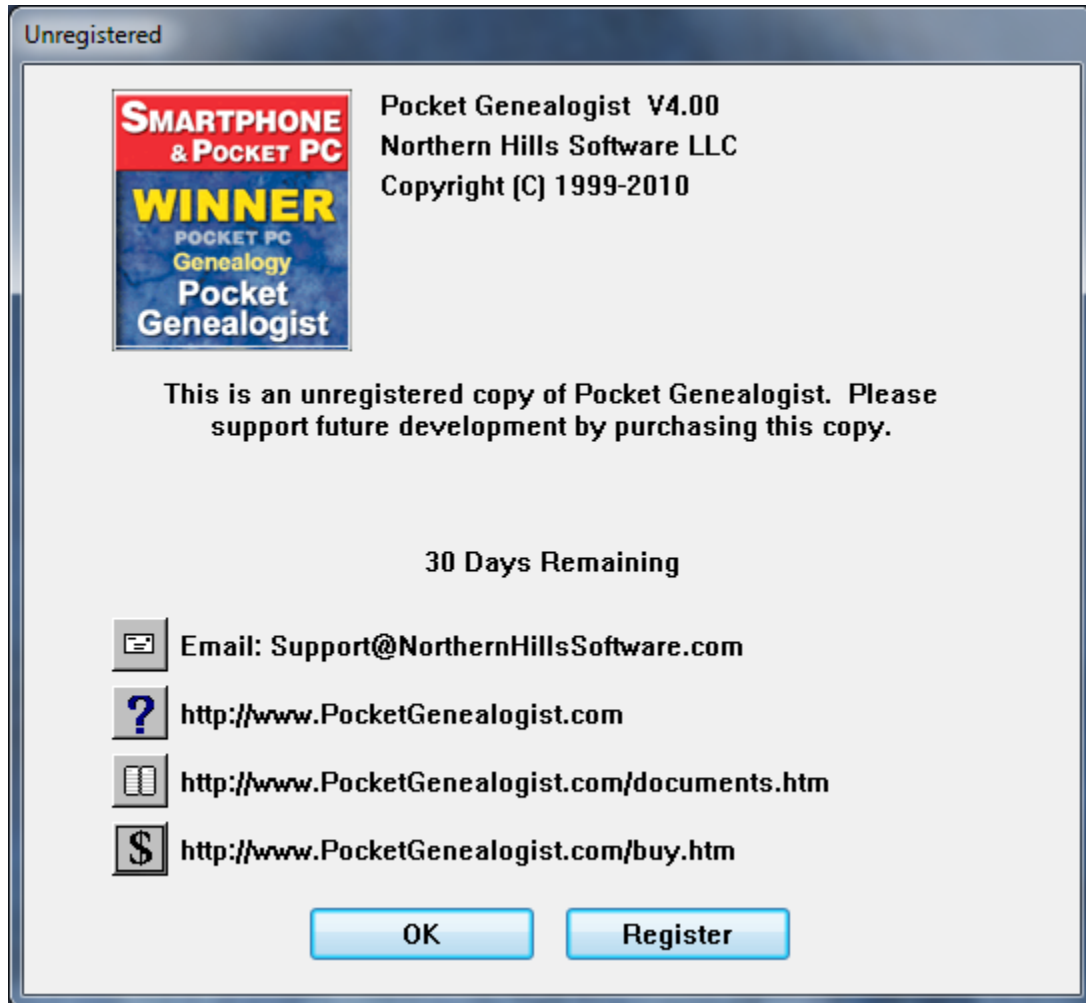 Unregistered
SMARTPHONE
& POCKET PC
WINNER
POCKET PC
Genealogy
Pocket
Genealogist
Pocket Genealogist V4.00
Northern Hills Software LLC
Copyright (C) 1999-2010
This is an unregistered copy of Pocket Genealogist. Please
support future development by purchasing this copy.
30 Days Remaining
Email: Support@NorthernHillsSoftware.com
? http://www.PocketGenealogist.com
http://www.PocketGenealogist.com/documents.htm
$ http://www.PocketGenealogist.com/buy.htm
OK Register